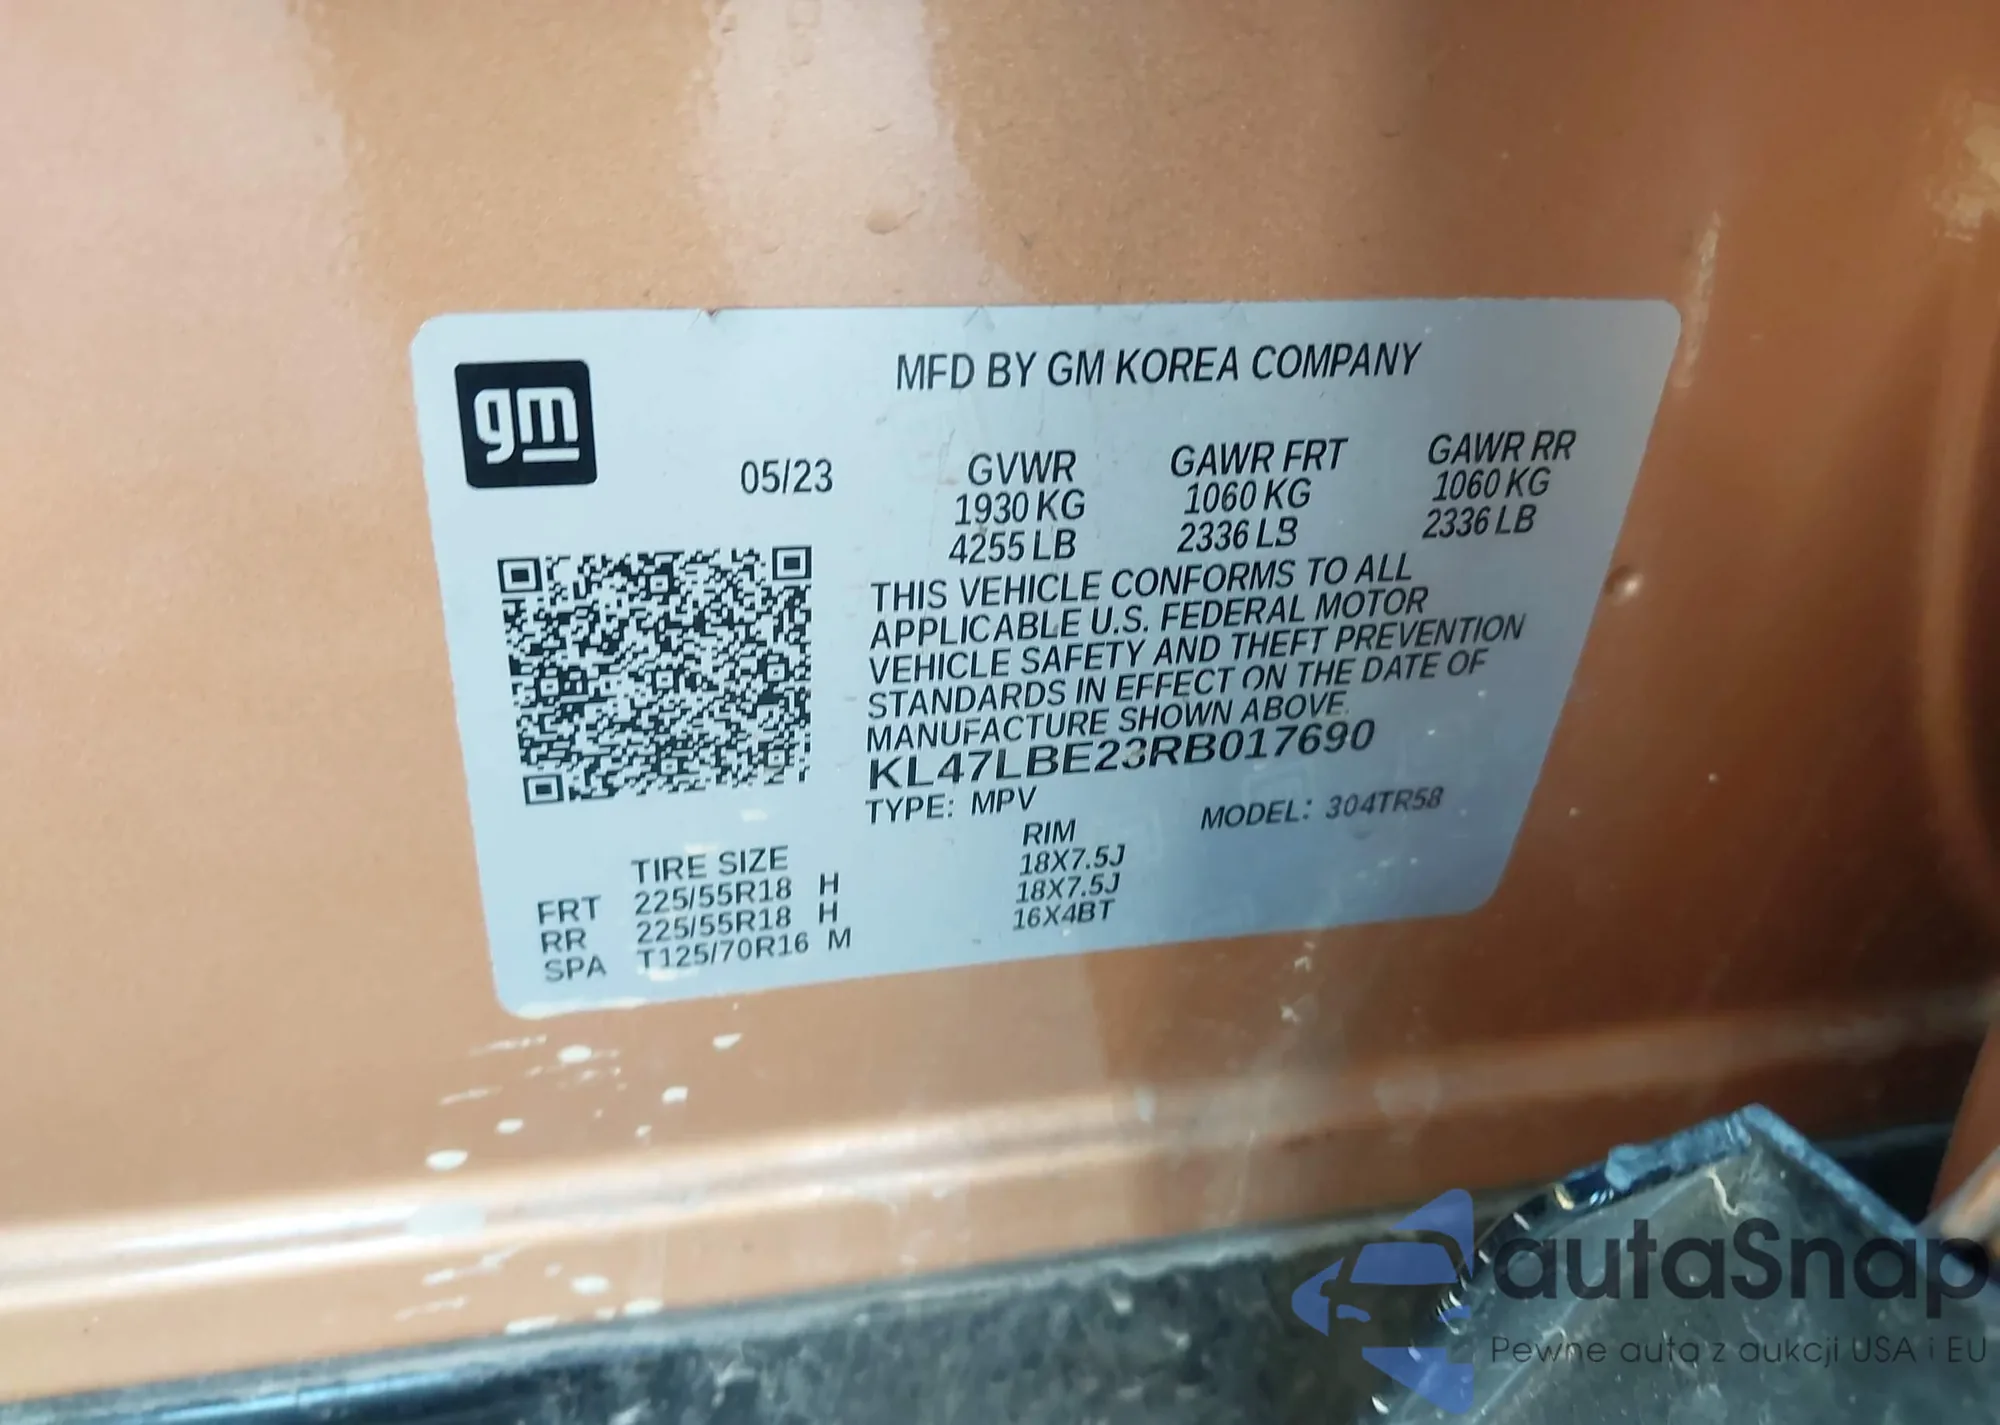 gm
MFD BY GM KOREA COMPANY
05/23
GVWR GAWR FRT GAWR RR
1930 KG 1060 KG 1060 KG
4255 LB 2336 LB 2336 LB
THIS VEHICLE CONFORMS TO ALL
APPLICABLE U.S. FEDERAL MOTOR
VEHICLE SAFETY AND THEFT PREVENTION
STANDARDS IN EFFECT ON THE DATE OF
MANUFACTURE SHOWN ABOVE.
KL47LBE23RB017690
TYPE: MPV MODEL: 304TR58
TIRE SIZE RIM
FRT 225/55R18 H 18X7.5J
RR 225/55R18 H 18X7.5J
SPA T125/70R16 M 16X4BT
autaSnap
Pewne auta z aukcji USA i EU